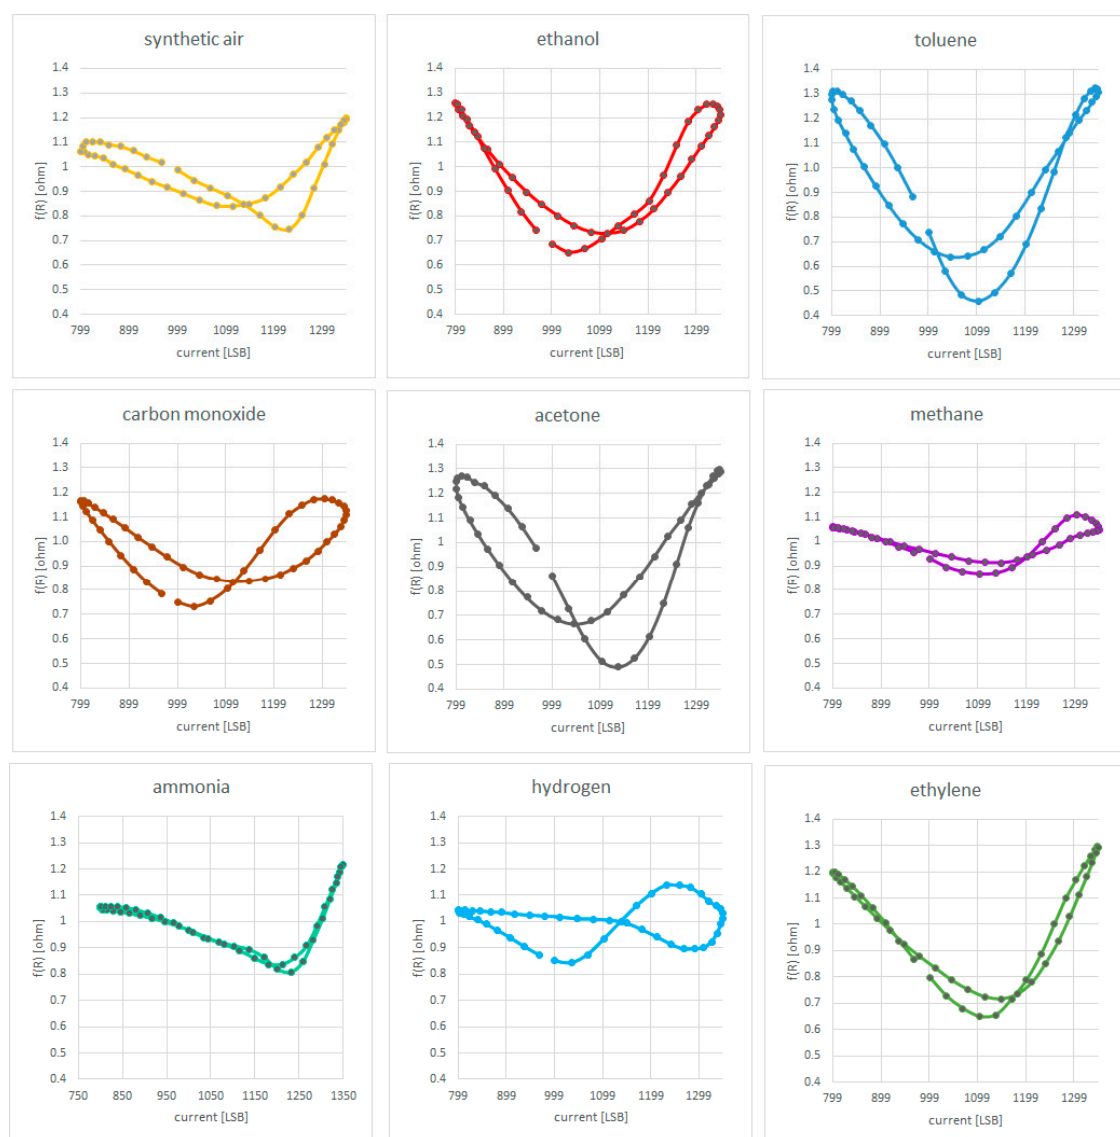 synthetic air
f(R) [ohm]
1.4
1.3
1.2
1.1
1
0.9
0.8
0.7
0.6
0.5
0.4
799 899 999 1099 1199 1299
current [LSB]
ethanol
f(R) [ohm]
1.4
1.3
1.2
1.1
1.0
0.9
0.8
0.7
0.6
0.5
0.4
799 899 999 1099 1199 1299
current [LSB]
toluene
f(R) [ohm]
1.4
1.3
1.2
1.1
1.0
0.9
0.8
0.7
0.6
0.5
0.4
799 899 999 1099 1199 1299
current [LSB]
carbon monoxide
f(R) [ohm]
1.4
1.3
1.2
1.1
1.0
0.9
0.8
0.7
0.6
0.5
0.4
799 899 999 1099 1199 1299
current [LSB]
acetone
f(R) [ohm]
1.4
1.3
1.2
1.1
1.0
0.9
0.8
0.7
0.6
0.5
0.4
799 899 999 1099 1199 1299
current [LSB]
methane
f(R) [ohm]
1.4
1.3
1.2
1.1
1.0
0.9
0.8
0.7
0.6
0.5
0.4
799 899 999 1099 1199 1299
current [LSB]
ammonia
f(R) [ohm]
1.4
1.3
1.2
1.1
1
0.9
0.8
0.7
0.6
0.5
0.4
750 850 950 1050 1150 1250 1350
current [LSB]
hydrogen
f(R) [ohm]
1.4
1.3
1.2
1.1
1.0
0.9
0.8
0.7
0.6
0.5
0.4
799 899 999 1099 1199 1299
current [LSB]
ethylene
f(R) [ohm]
1.4
1.3
1.2
1.1
1.0
0.9
0.8
0.7
0.6
0.5
0.4
799 899 999 1099 1199 1299
current [LSB]